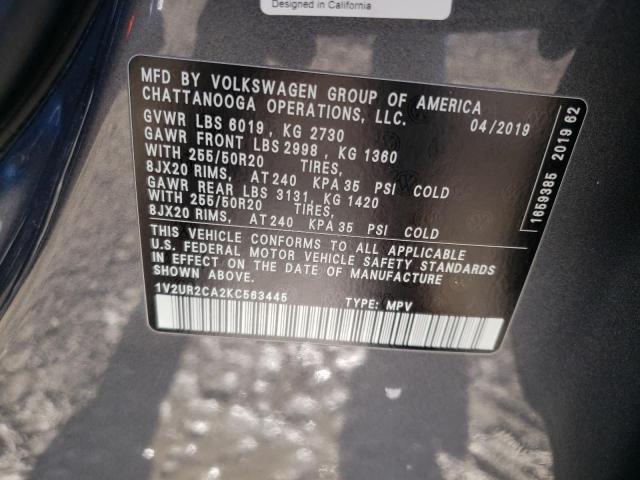 Designed in California
MFD BY VOLKSWAGEN GROUP OF AMERICA
CHATTANOOGA OPERATIONS, LLC.
04/2019
GVWR LBS 6019 , KG 2730
GAWR FRONT LBS 2998 , KG 1360
WITH 255/50R20 TIRES,
8JX20 RIMS, AT 240 KPA 35 PSI COLD
GAWR REAR LBS 3131, KG 1420
WITH 255/50R20 TIRES,
8JX20 RIMS, AT 240 KPA 35 PSI COLD
THIS VEHICLE CONFORMS TO ALL APPLICABLE
U.S. FEDERAL MOTOR VEHICLE SAFETY STANDARDS
IN EFFECT ON THE DATE OF MANUFACTURE
SHOWN ABOVE.
1V2UR2CA2KC563445 TYPE: MPV
1659385 2019 62